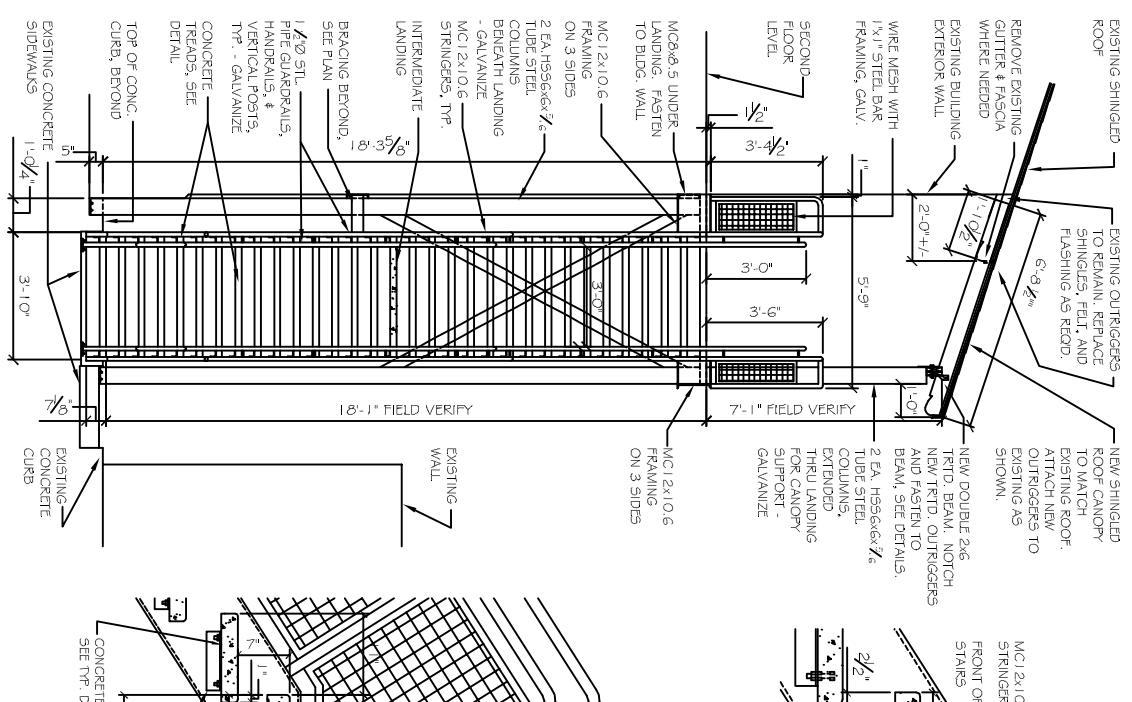 EXISTING SHINGLED
ROOF
REMOVE EXISTING
GUTTER & FASCIA
WHERE NEEDED
EXISTING BUILDING
EXTERIOR WALL
WIRE MESH WITH
1"x1" STEEL BAR
FRAMING, GALV.
SECOND
FLOOR
LEVEL
MC8x8.5 UNDER
LANDING. FASTEN
TO BLDG. WALL
MC12x10.6
FRAMING
ON 3 SIDES
2 EA. HSS6x6x3/16
TUBE STEEL
COLUMNS
BENEATH LANDING
- GALVANIZE
MC12x10.6
STRINGERS, TYP.
INTERMEDIATE
LANDING
BRACING BEYOND,
SEE PLAN
1 1/2"Ø STL.
PIPE GUARDRAILS,
HANDRAILS, &
VERTICAL POSTS,
TYP. - GALVANIZE
CONCRETE
TREADS, SEE
DETAIL
TOP OF CONC.
CURB, BEYOND
EXISTING CONCRETE
SIDEWALKS
1/2"
3'-4 1/2"
1"
18'-3 5/8"
5"
1'-0 1/4"
2'-0"+/-
1'-10 1/2"
6'-8 1/2"
3'-0"
5'-9"
3'-6"
3'-0"
3'-10"
1'-0"
7'-1" FIELD VERIFY
18'-1" FIELD VERIFY
7/8"
EXISTING OUTRIGGERS
TO REMAIN. REPLACE
SHINGLES, FELT, AND
FLASHING AS REQ'D.
NEW SHINGLED
ROOF CANOPY
TO MATCH
EXISTING ROOF.
ATTACH NEW
OUTRIGGERS TO
EXISTING AS
SHOWN.
NEW DOUBLE 2x6
TRTD. BEAM. NOTCH
NEW TRTD. OUTRIGGERS
AND FASTEN TO
BEAM, SEE DETAILS.
2 EA. HSS6x6x3/16
TUBE STEEL
COLUMNS,
EXTENDED
THRU LANDING
FOR CANOPY
SUPPORT -
GALVANIZE
MC12x10.6
FRAMING
ON 3 SIDES
EXISTING
WALL
EXISTING
CONCRETE
CURB
MC12x10
STRINGER
FRONT OF
STAIRS
2 1/2"
7"
1"
CONCRETE
SEE TYP. D